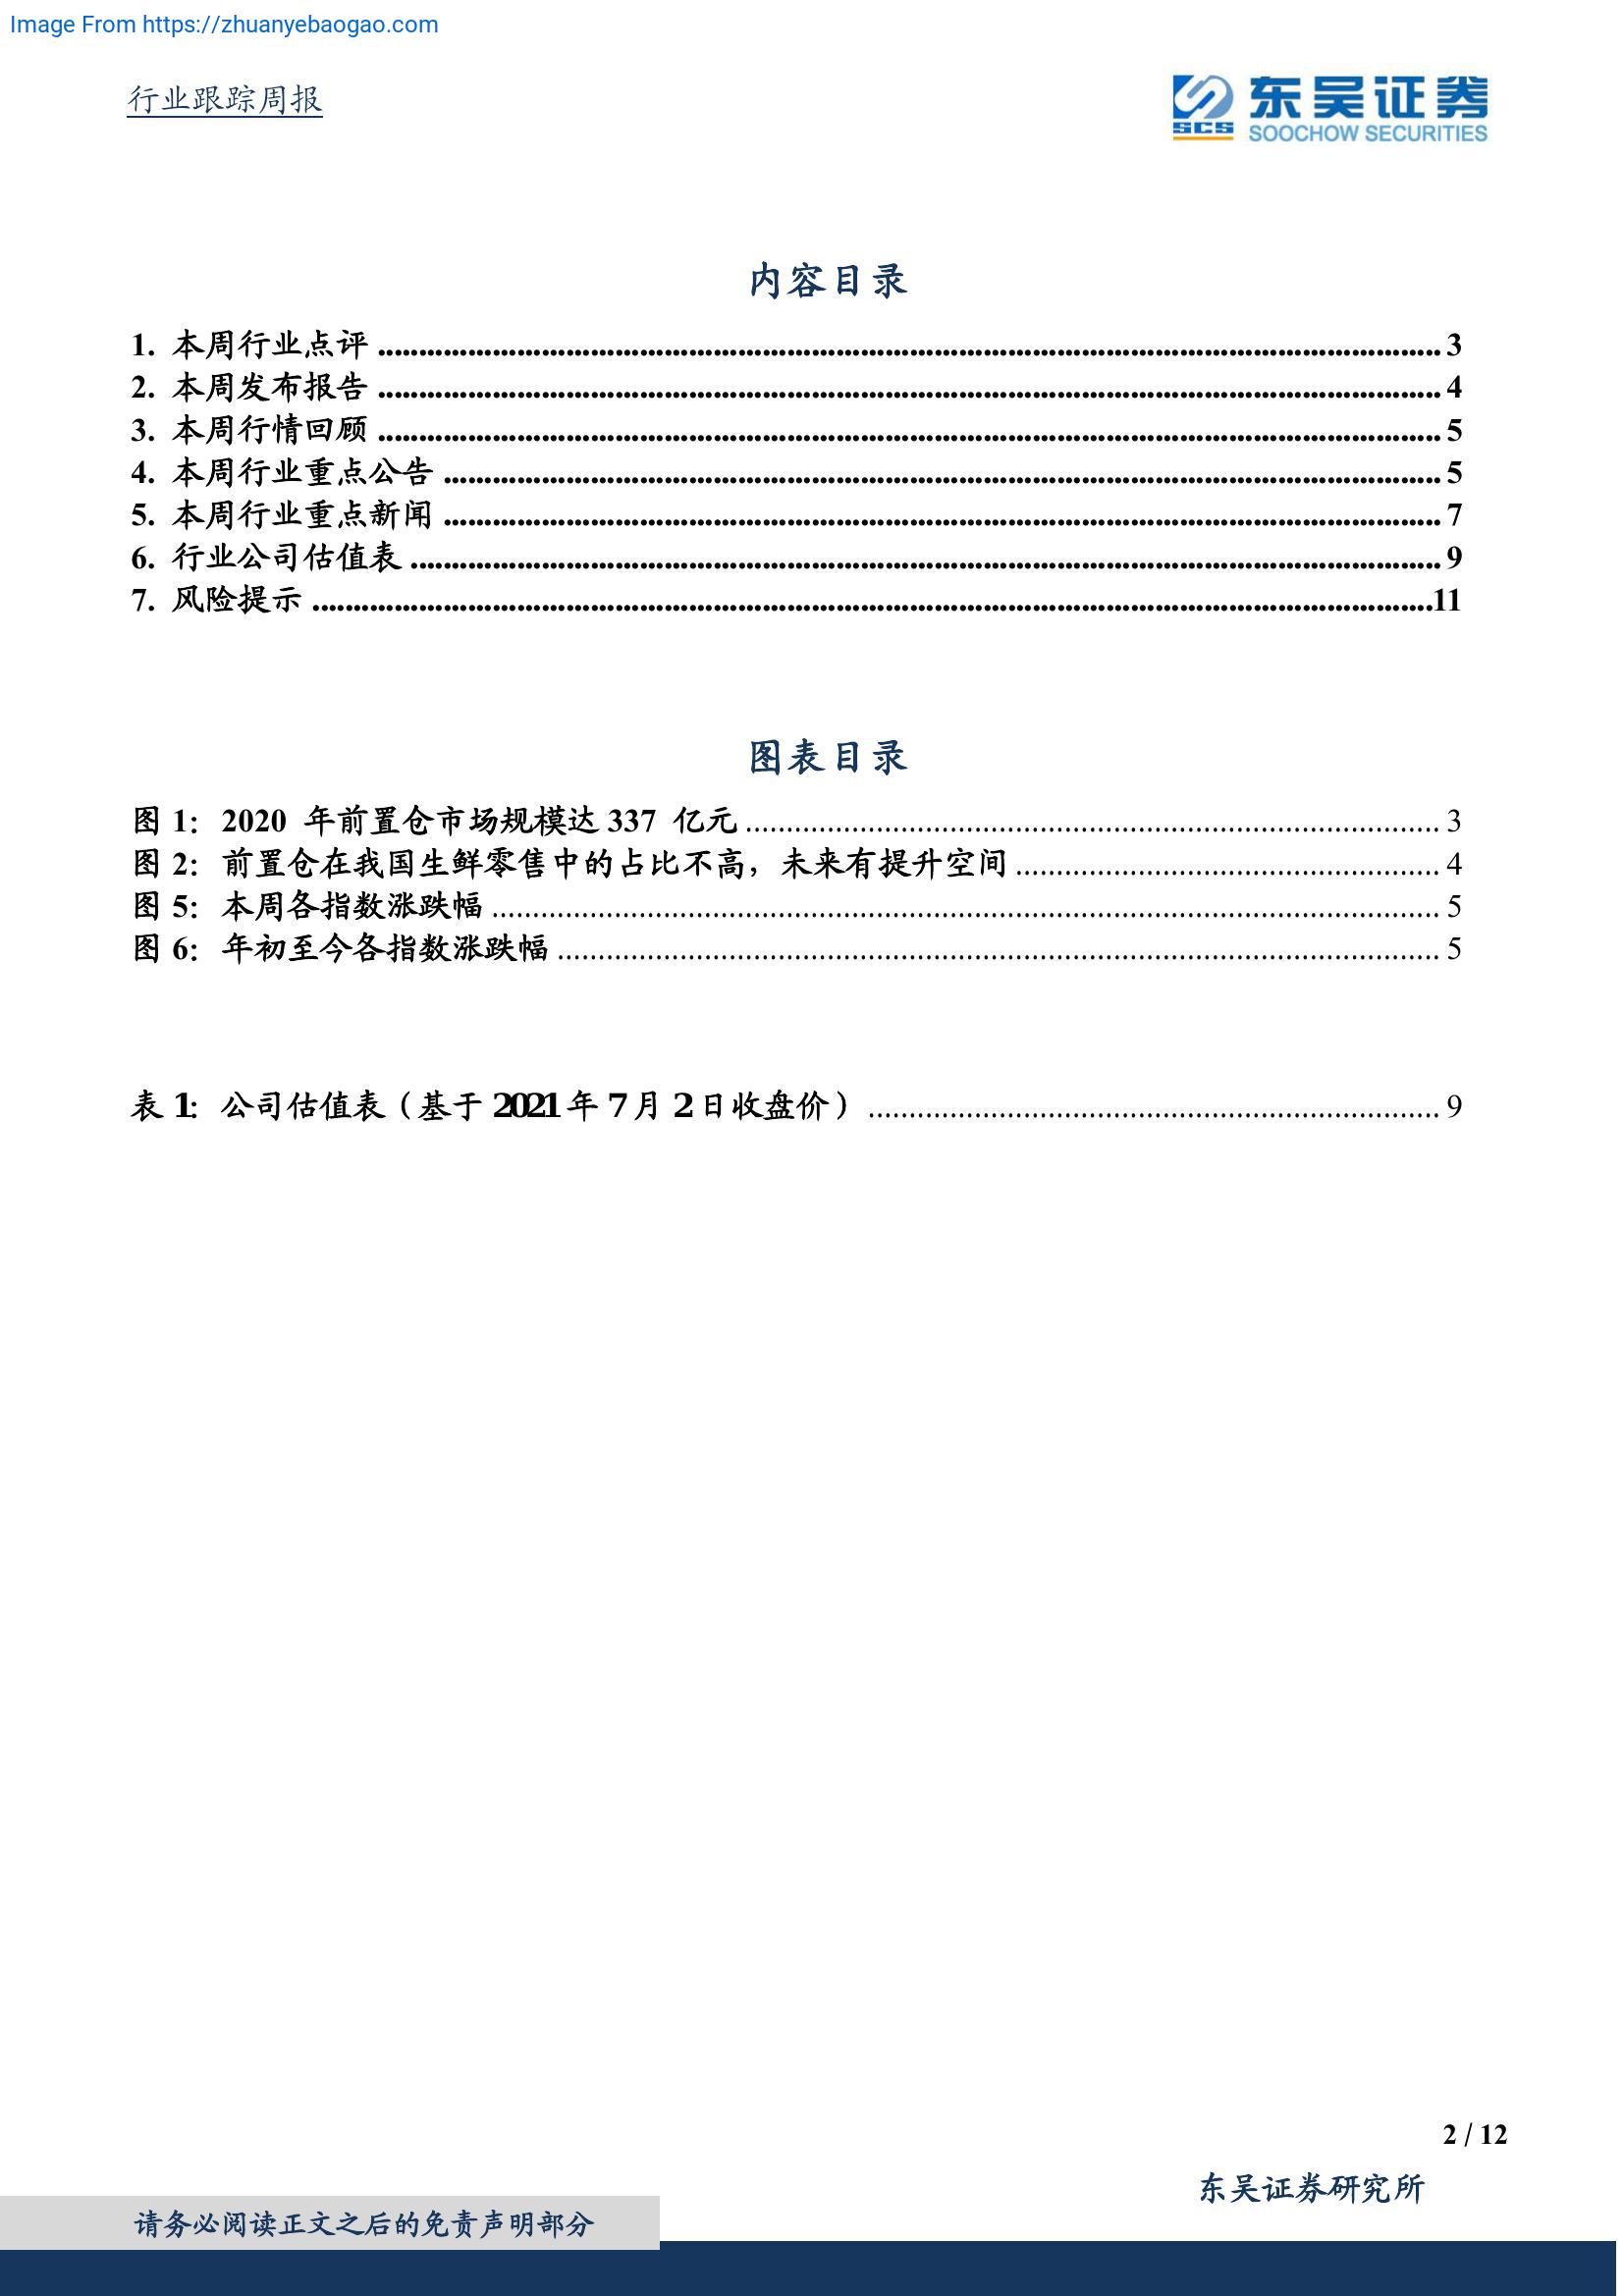 Image From https://zhuanyebaogao.com
行业跟踪周报
SCS 东吴证券
SOOCHOW SECURITIES
内容目录
1. 本周行业点评 ........................................ 3
2. 本周发布报告 ........................................ 4
3. 本周行情回顾 ........................................ 5
4. 本周行业重点公告 ........................................ 5
5. 本周行业重点新闻 ........................................ 7
6. 行业公司估值表 ........................................ 9
7. 风险提示 ........................................11
图表目录
图 1： 2020 年前置仓市场规模达 337 亿元 ........................................ 3
图 2： 前置仓在我国生鲜零售中的占比不高，未来有提升空间 ........................................ 4
图 5： 本周各指数涨跌幅 ........................................ 5
图 6： 年初至今各指数涨跌幅 ........................................ 5
表 1： 公司估值表（基于 2021 年 7 月 2 日收盘价） ........................................ 9
2 / 12
东吴证券研究所
请务必阅读正文之后的免责声明部分